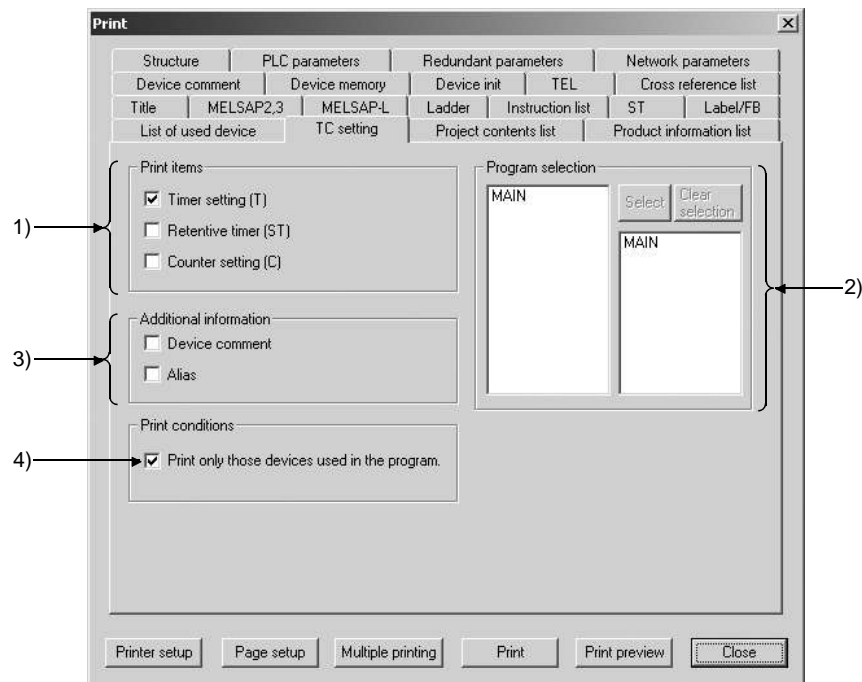 Print
Structure PLC parameters Redundant parameters Network parameters
Device comment Device memory Device init TEL Cross reference list
Title MELSAP2,3 MELSAP-L Ladder Instruction list ST Label/FB
List of used device TC setting Project contents list Product information list
Print items
Timer setting (T)
Retentive timer (ST)
Counter setting (C)
1)
Program selection
MAIN
Select
Clear
selection
MAIN
2)
Additional information
Device comment
Alias
3)
Print conditions
4)
Print only those devices used in the program.
Printer setup Page setup Multiple printing Print Print preview Close